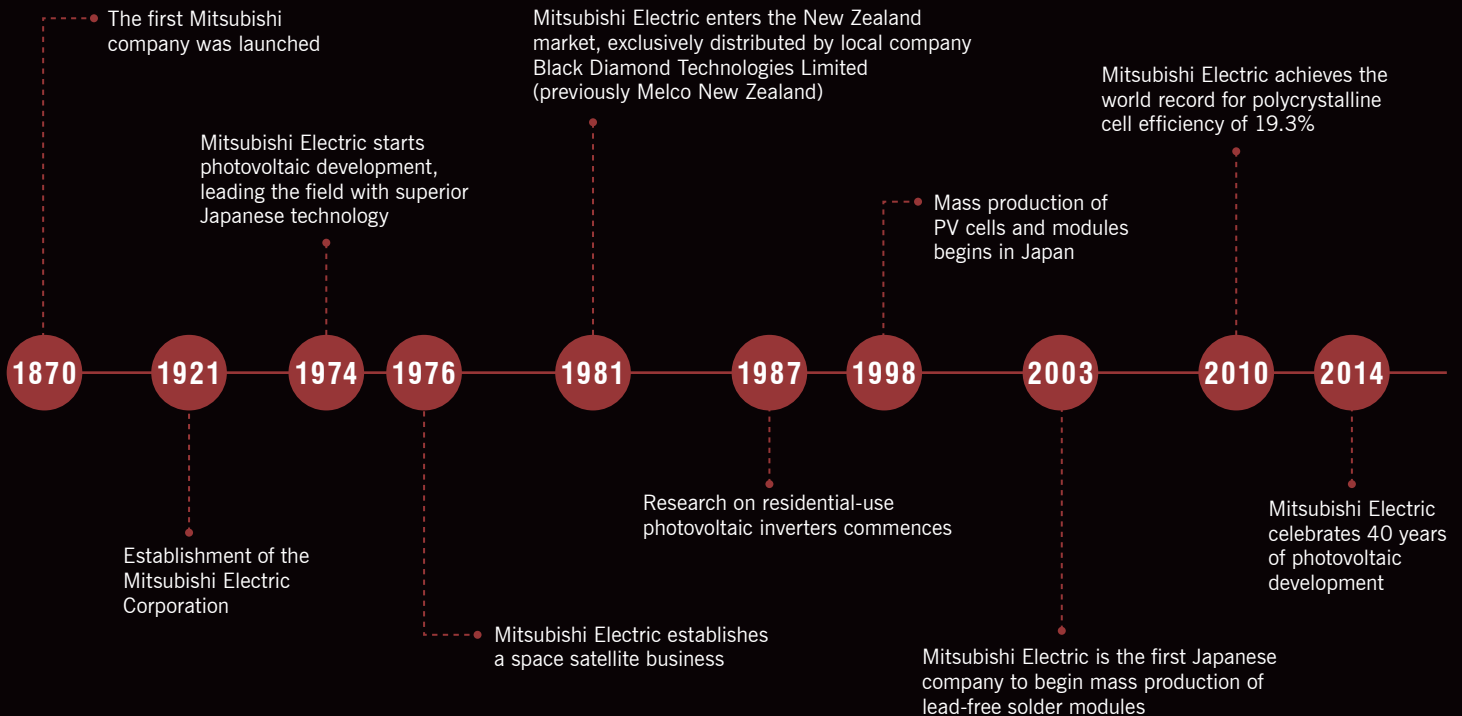 The first Mitsubishi
company was launched
Mitsubishi Electric starts
photovoltaic development,
leading the field with superior
Japanese technology
Mitsubishi Electric enters the New Zealand
market, exclusively distributed by local company
Black Diamond Technologies Limited
(previously Melco New Zealand)
Mass production of
PV cells and modules
begins in Japan
Mitsubishi Electric achieves the
world record for polycrystalline
cell efficiency of 19.3%
1870
1921
1974
1976
1981
1987
1998
2003
2010
2014
Establishment of the
Mitsubishi Electric
Corporation
Mitsubishi Electric establishes
a space satellite business
Research on residential-use
photovoltaic inverters commences
Mitsubishi Electric is the first Japanese
company to begin mass production of
lead-free solder modules
Mitsubishi Electric
celebrates 40 years
of photovoltaic
development